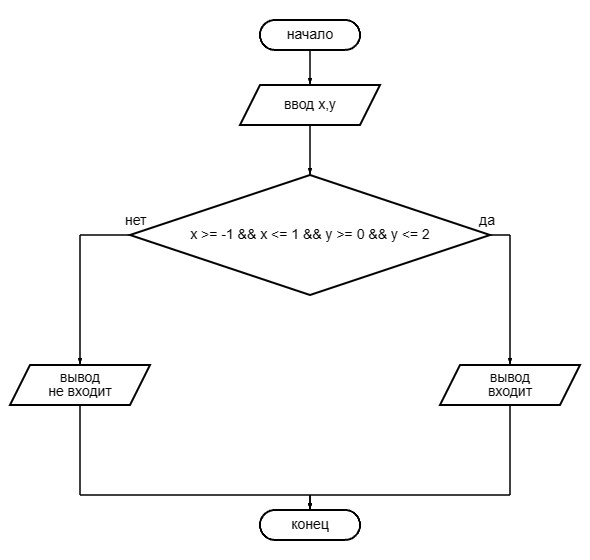 начало
ввод x,y
нет
да
x >= -1 && x <= 1 && y >= 0 && y <= 2
вывод
не входит
вывод
входит
конец